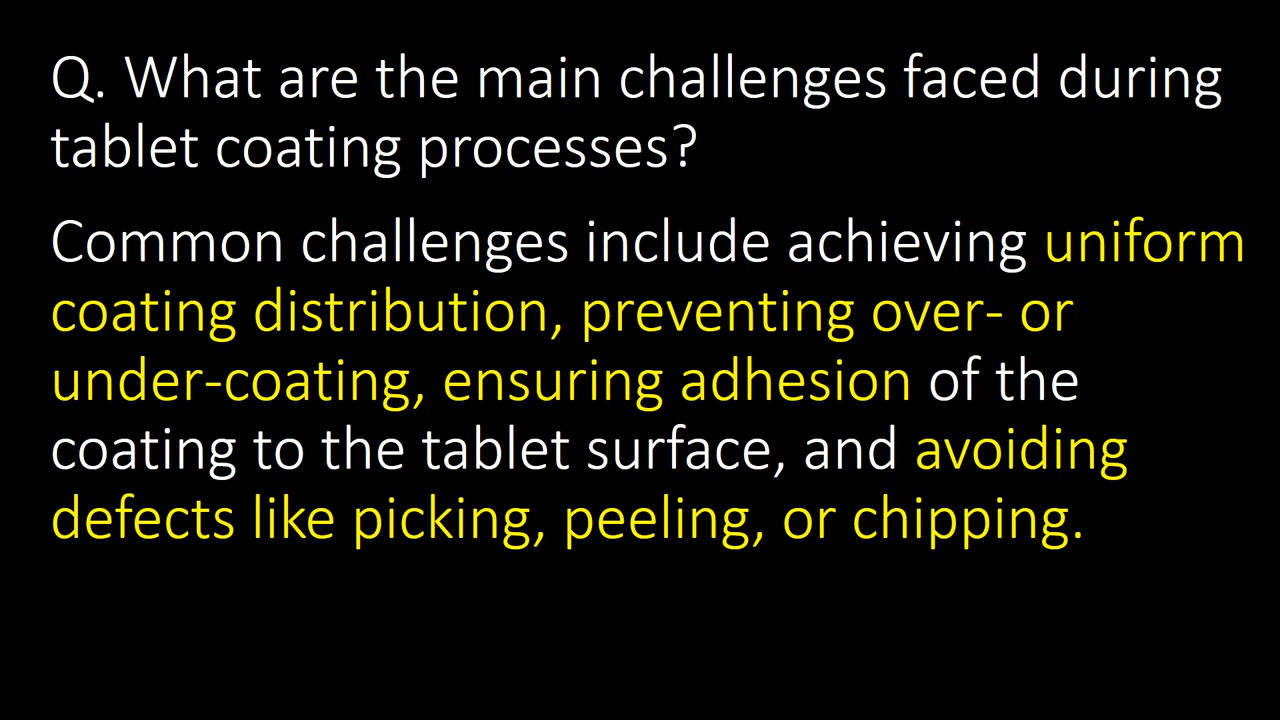 Q. What are the main challenges faced during
tablet coating processes?
Common challenges include achieving uniform
coating distribution, preventing over- or
under-coating, ensuring adhesion of the
coating to the tablet surface, and avoiding
defects like picking, peeling, or chipping.